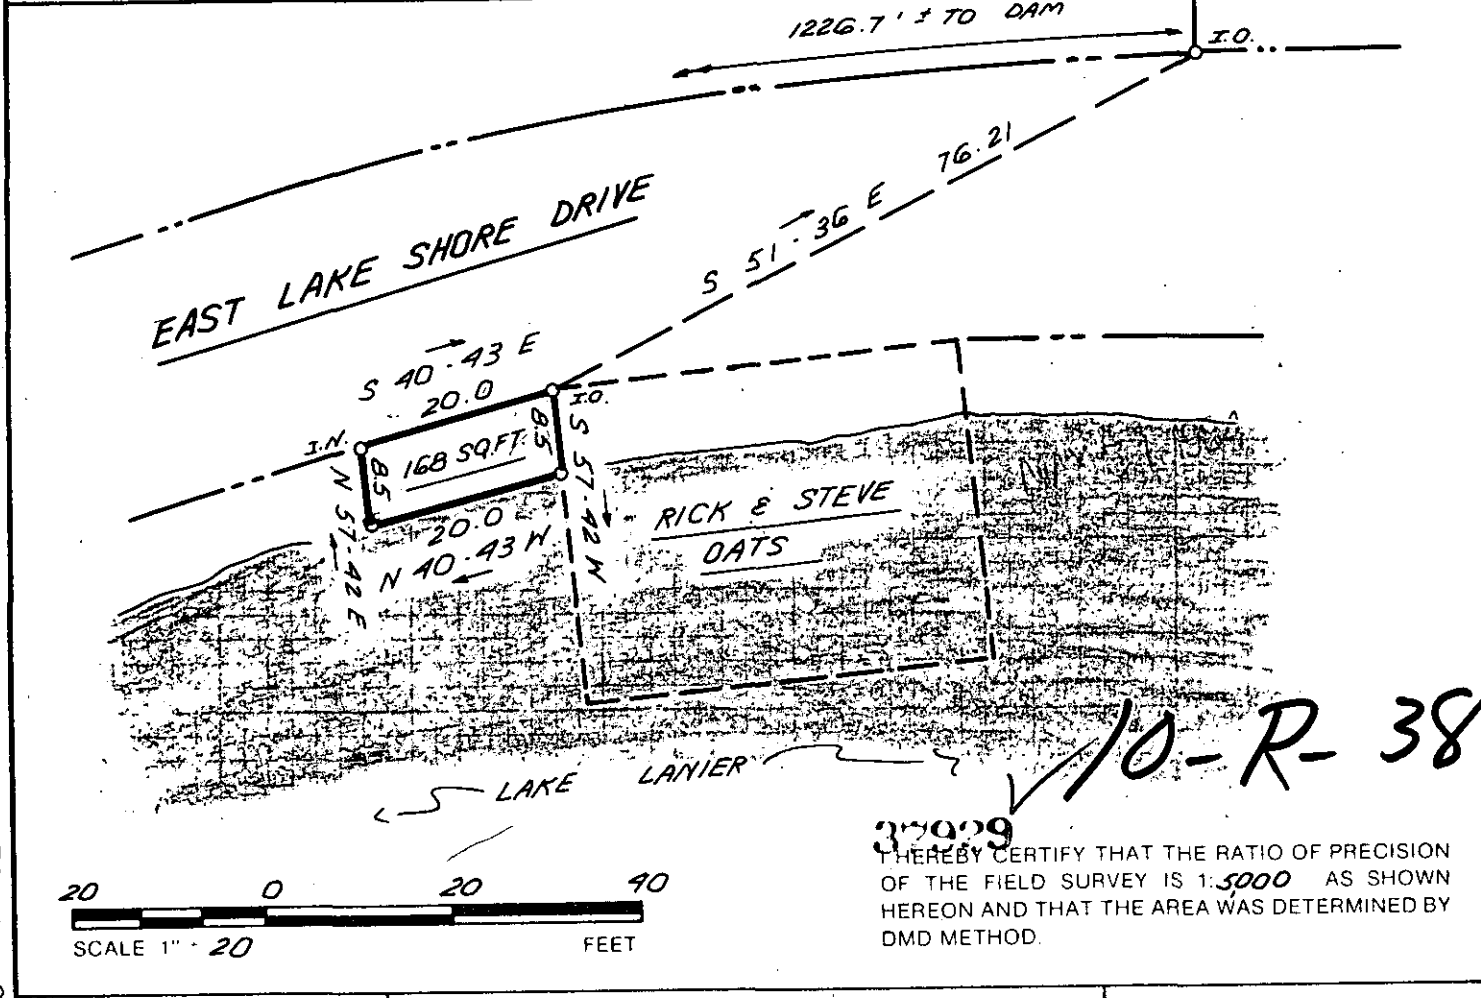 1226.7' ± TO DAM
I.O.
76.21
S 51-36 E
EAST LAKE SHORE DRIVE
S 40-43 E
20.0
I.O.
I.N.
8.5
168 SQ.FT.
8.5
S 57-42 W
N 57-42 E
20.0
N 40-43 W
RICK & STEVE
OATS
LAKE LANIER
10-R-38
37929
I HEREBY CERTIFY THAT THE RATIO OF PRECISION
OF THE FIELD SURVEY IS 1:5000 AS SHOWN
HEREON AND THAT THE AREA WAS DETERMINED BY
DMD METHOD.
20 0 20 40
SCALE 1" = 20 FEET